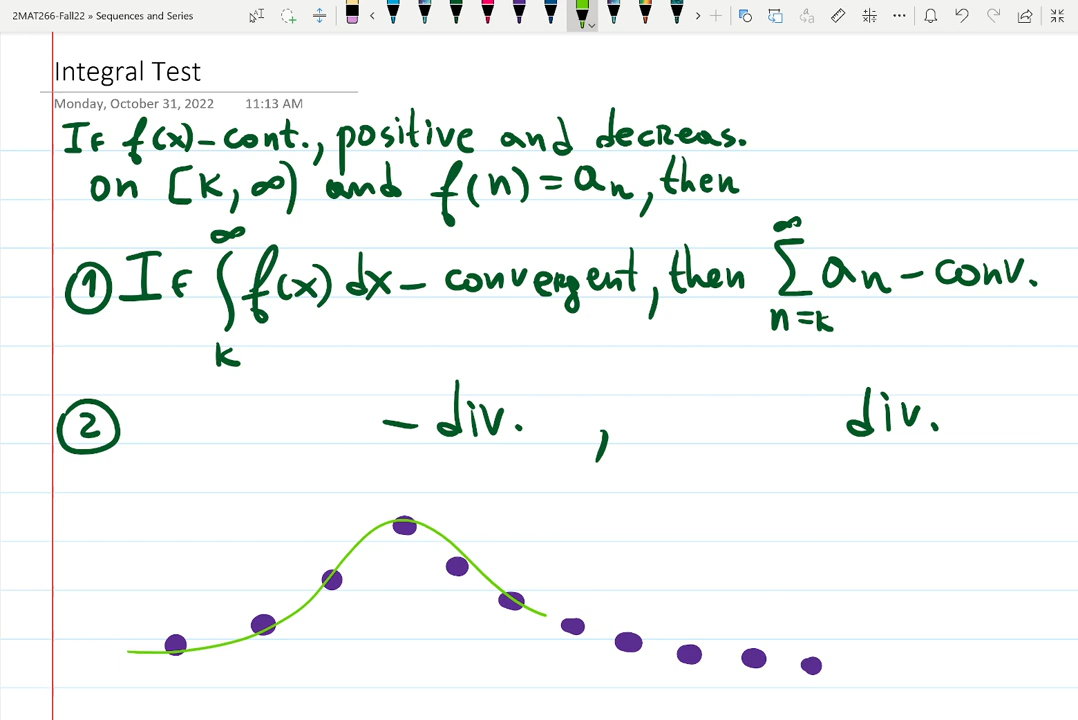 2MAT266-Fall22 » Sequences and Series
Integral Test
Monday, October 31, 2022 11:13 AM
If f(x) – cont., positive and decreas.
on [k, ∞) and f(n) = aₙ, then
① If ∫_k^∞ f(x) dx – convergent, then ∑_{n=k}^∞ aₙ – conv.
② – div. , div.